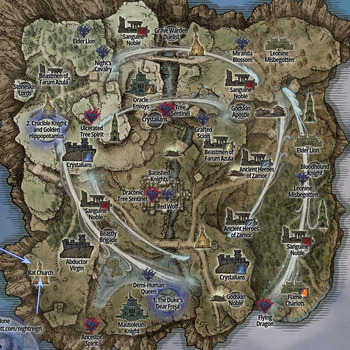 Elder Lion
Sanguine
Noble
Grave Warden
Duelist
Night's
Cavalry
Miranda
Blossom
Leonine
Misbegotten
Beastmen of
Farum Azula
Stoneskin
Lords
Oracle
Envoys
Sanguine
Noble
Tree
Sentinel
Crystalians
Godskin
Apostle
2. Crucible Knight
and Golden
Hippopotamus
Ulcerated
Tree Spirit
Grafted
Scion
Elder Lion
Crystalians
Beastmen of
Farum Azula
Banished
Knights
Ancient Heroes
of Zamor
Bloodhound
Knight
Leonine
Misbegotten
Draconic
Tree Sentinel
Red Wolf
Sanguine
Noble
Beastly
Brigade
Ancient Heroes
of Zamor
Sanguine
Noble
Rat Church
Abductor
Virgin
Crystalians
Demi-Human
Queen
1. The Duke's
Dear Freja
Godskin
Noble
Flame
Chariots
Mausoleum
Knight
Flying
Dragon
Ancestor
Spirit